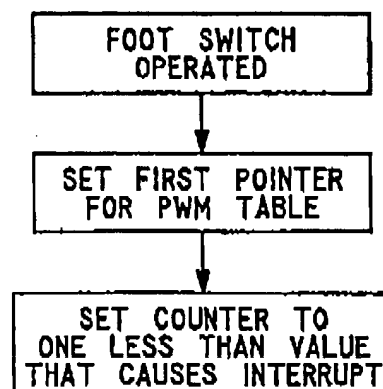 FOOT SWITCH
OPERATED
SET FIRST POINTER
FOR PWM TABLE
SET COUNTER TO
ONE LESS THAN VALUE
THAT CAUSES INTERRUPT